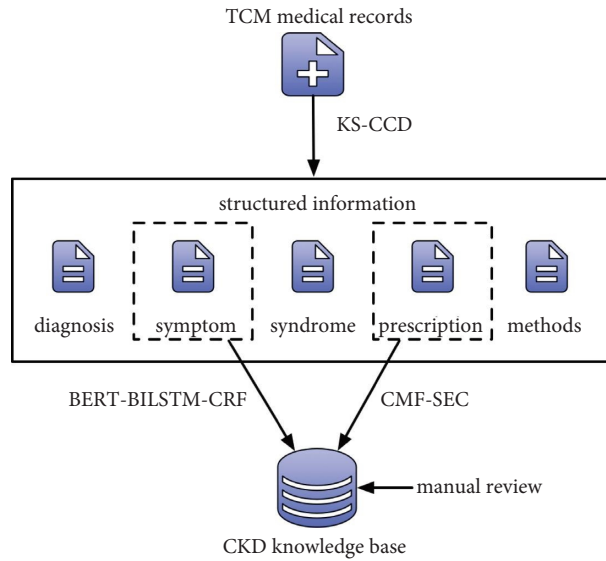 TCM medical records
KS-CCD
structured information
diagnosis
symptom
syndrome
prescription
methods
BERT-BILSTM-CRF
CMF-SEC
manual review
CKD knowledge base